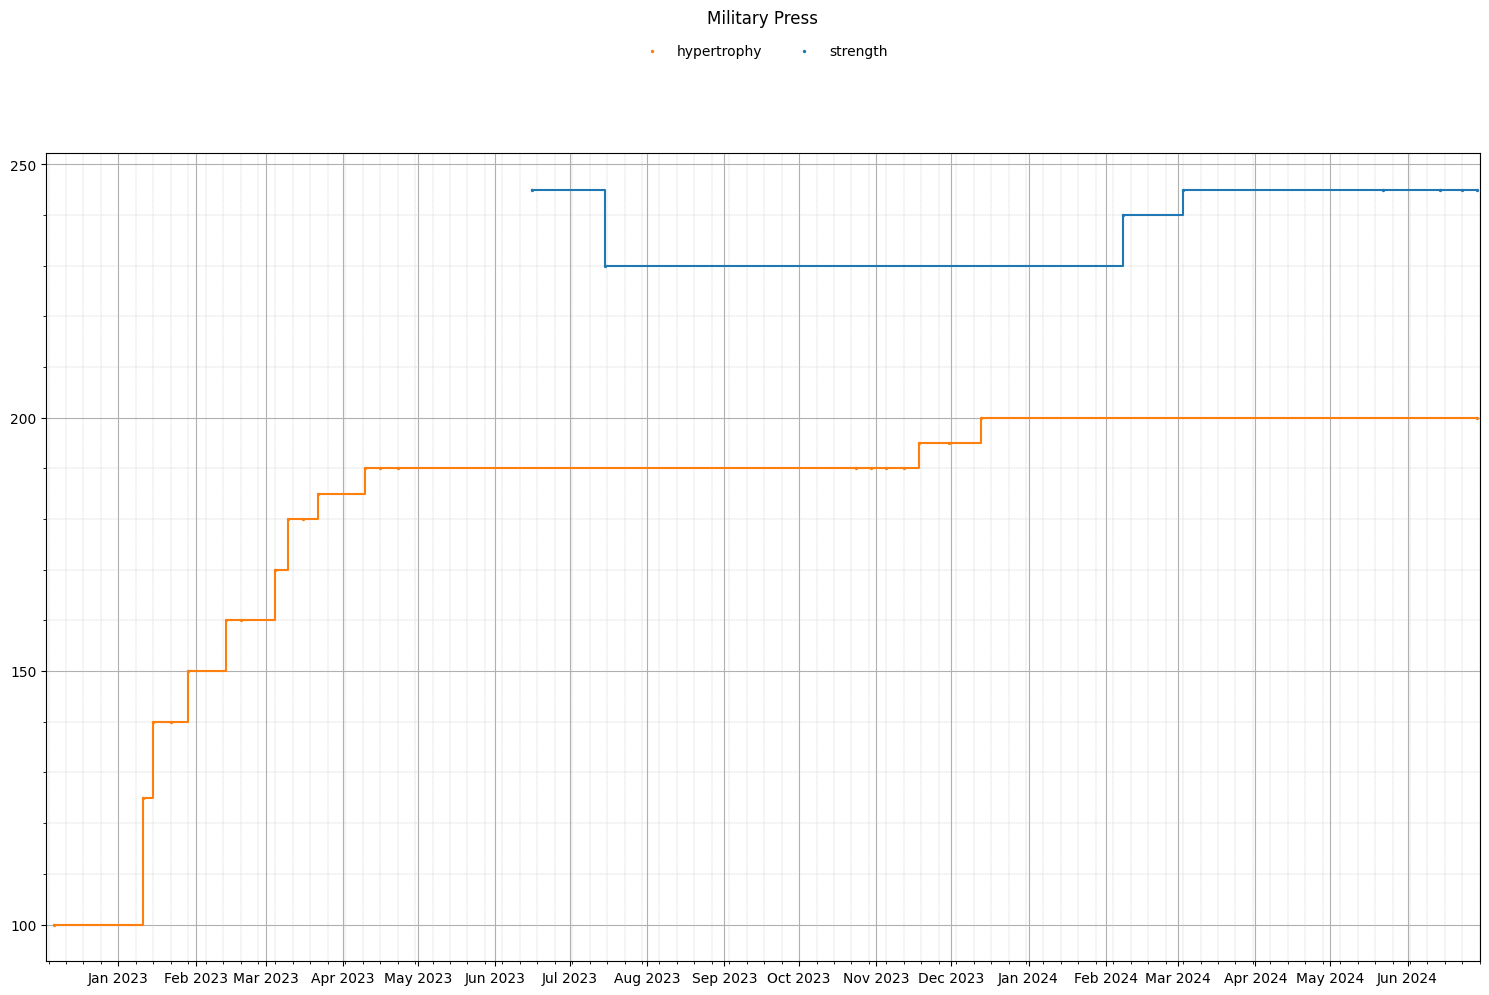 Military Press
hypertrophy strength
250
200
150
100
Jan 2023 Feb 2023 Mar 2023 Apr 2023 May 2023 Jun 2023 Jul 2023 Aug 2023 Sep 2023 Oct 2023 Nov 2023 Dec 2023 Jan 2024 Feb 2024 Mar 2024 Apr 2024 May 2024 Jun 2024